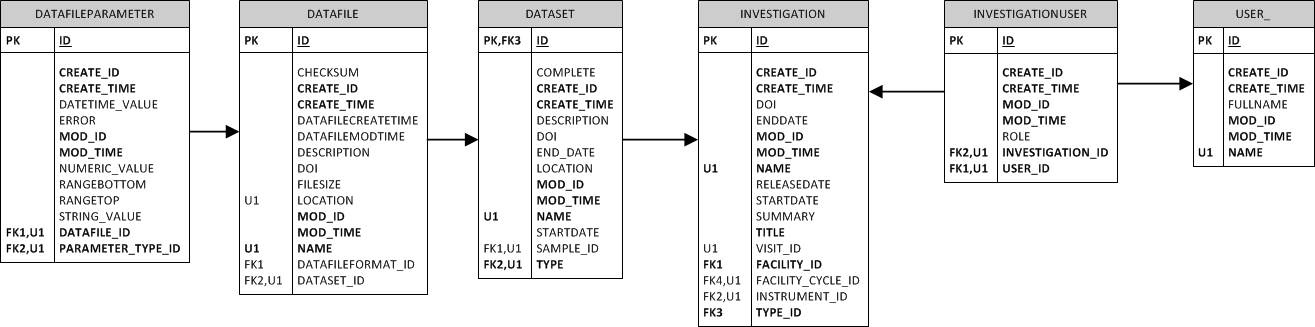 DATAFILEPARAMETER
PK ID
CREATE_ID
CREATE_TIME
DATETIME_VALUE
ERROR
MOD_ID
MOD_TIME
NUMERIC_VALUE
RANGEBOTTOM
RANGETOP
STRING_VALUE
FK1,U1 DATAFILE_ID
FK2,U1 PARAMETER_TYPE_ID
DATAFILE
PK ID
CHECKSUM
CREATE_ID
CREATE_TIME
DATAFILECREATETIME
DATAFILEMODTIME
DESCRIPTION
DOI
FILESIZE
U1 LOCATION
MOD_ID
MOD_TIME
U1 NAME
FK1 DATAFILEFORMAT_ID
FK2,U1 DATASET_ID
DATASET
PK,FK3 ID
COMPLETE
CREATE_ID
CREATE_TIME
DESCRIPTION
DOI
END_DATE
LOCATION
MOD_ID
MOD_TIME
U1 NAME
STARTDATE
FK1,U1 SAMPLE_ID
FK2,U1 TYPE
INVESTIGATION
PK ID
CREATE_ID
CREATE_TIME
DOI
ENDDATE
MOD_ID
MOD_TIME
U1 NAME
RELEASEDATE
STARTDATE
SUMMARY
TITLE
U1 VISIT_ID
FK1 FACILITY_ID
FK4,U1 FACILITY_CYCLE_ID
FK2,U1 INSTRUMENT_ID
FK3 TYPE_ID
INVESTIGATIONUSER
PK ID
CREATE_ID
CREATE_TIME
MOD_ID
MOD_TIME
ROLE
FK2,U1 INVESTIGATION_ID
FK1,U1 USER_ID
USER_
PK ID
CREATE_ID
CREATE_TIME
FULLNAME
MOD_ID
MOD_TIME
U1 NAME